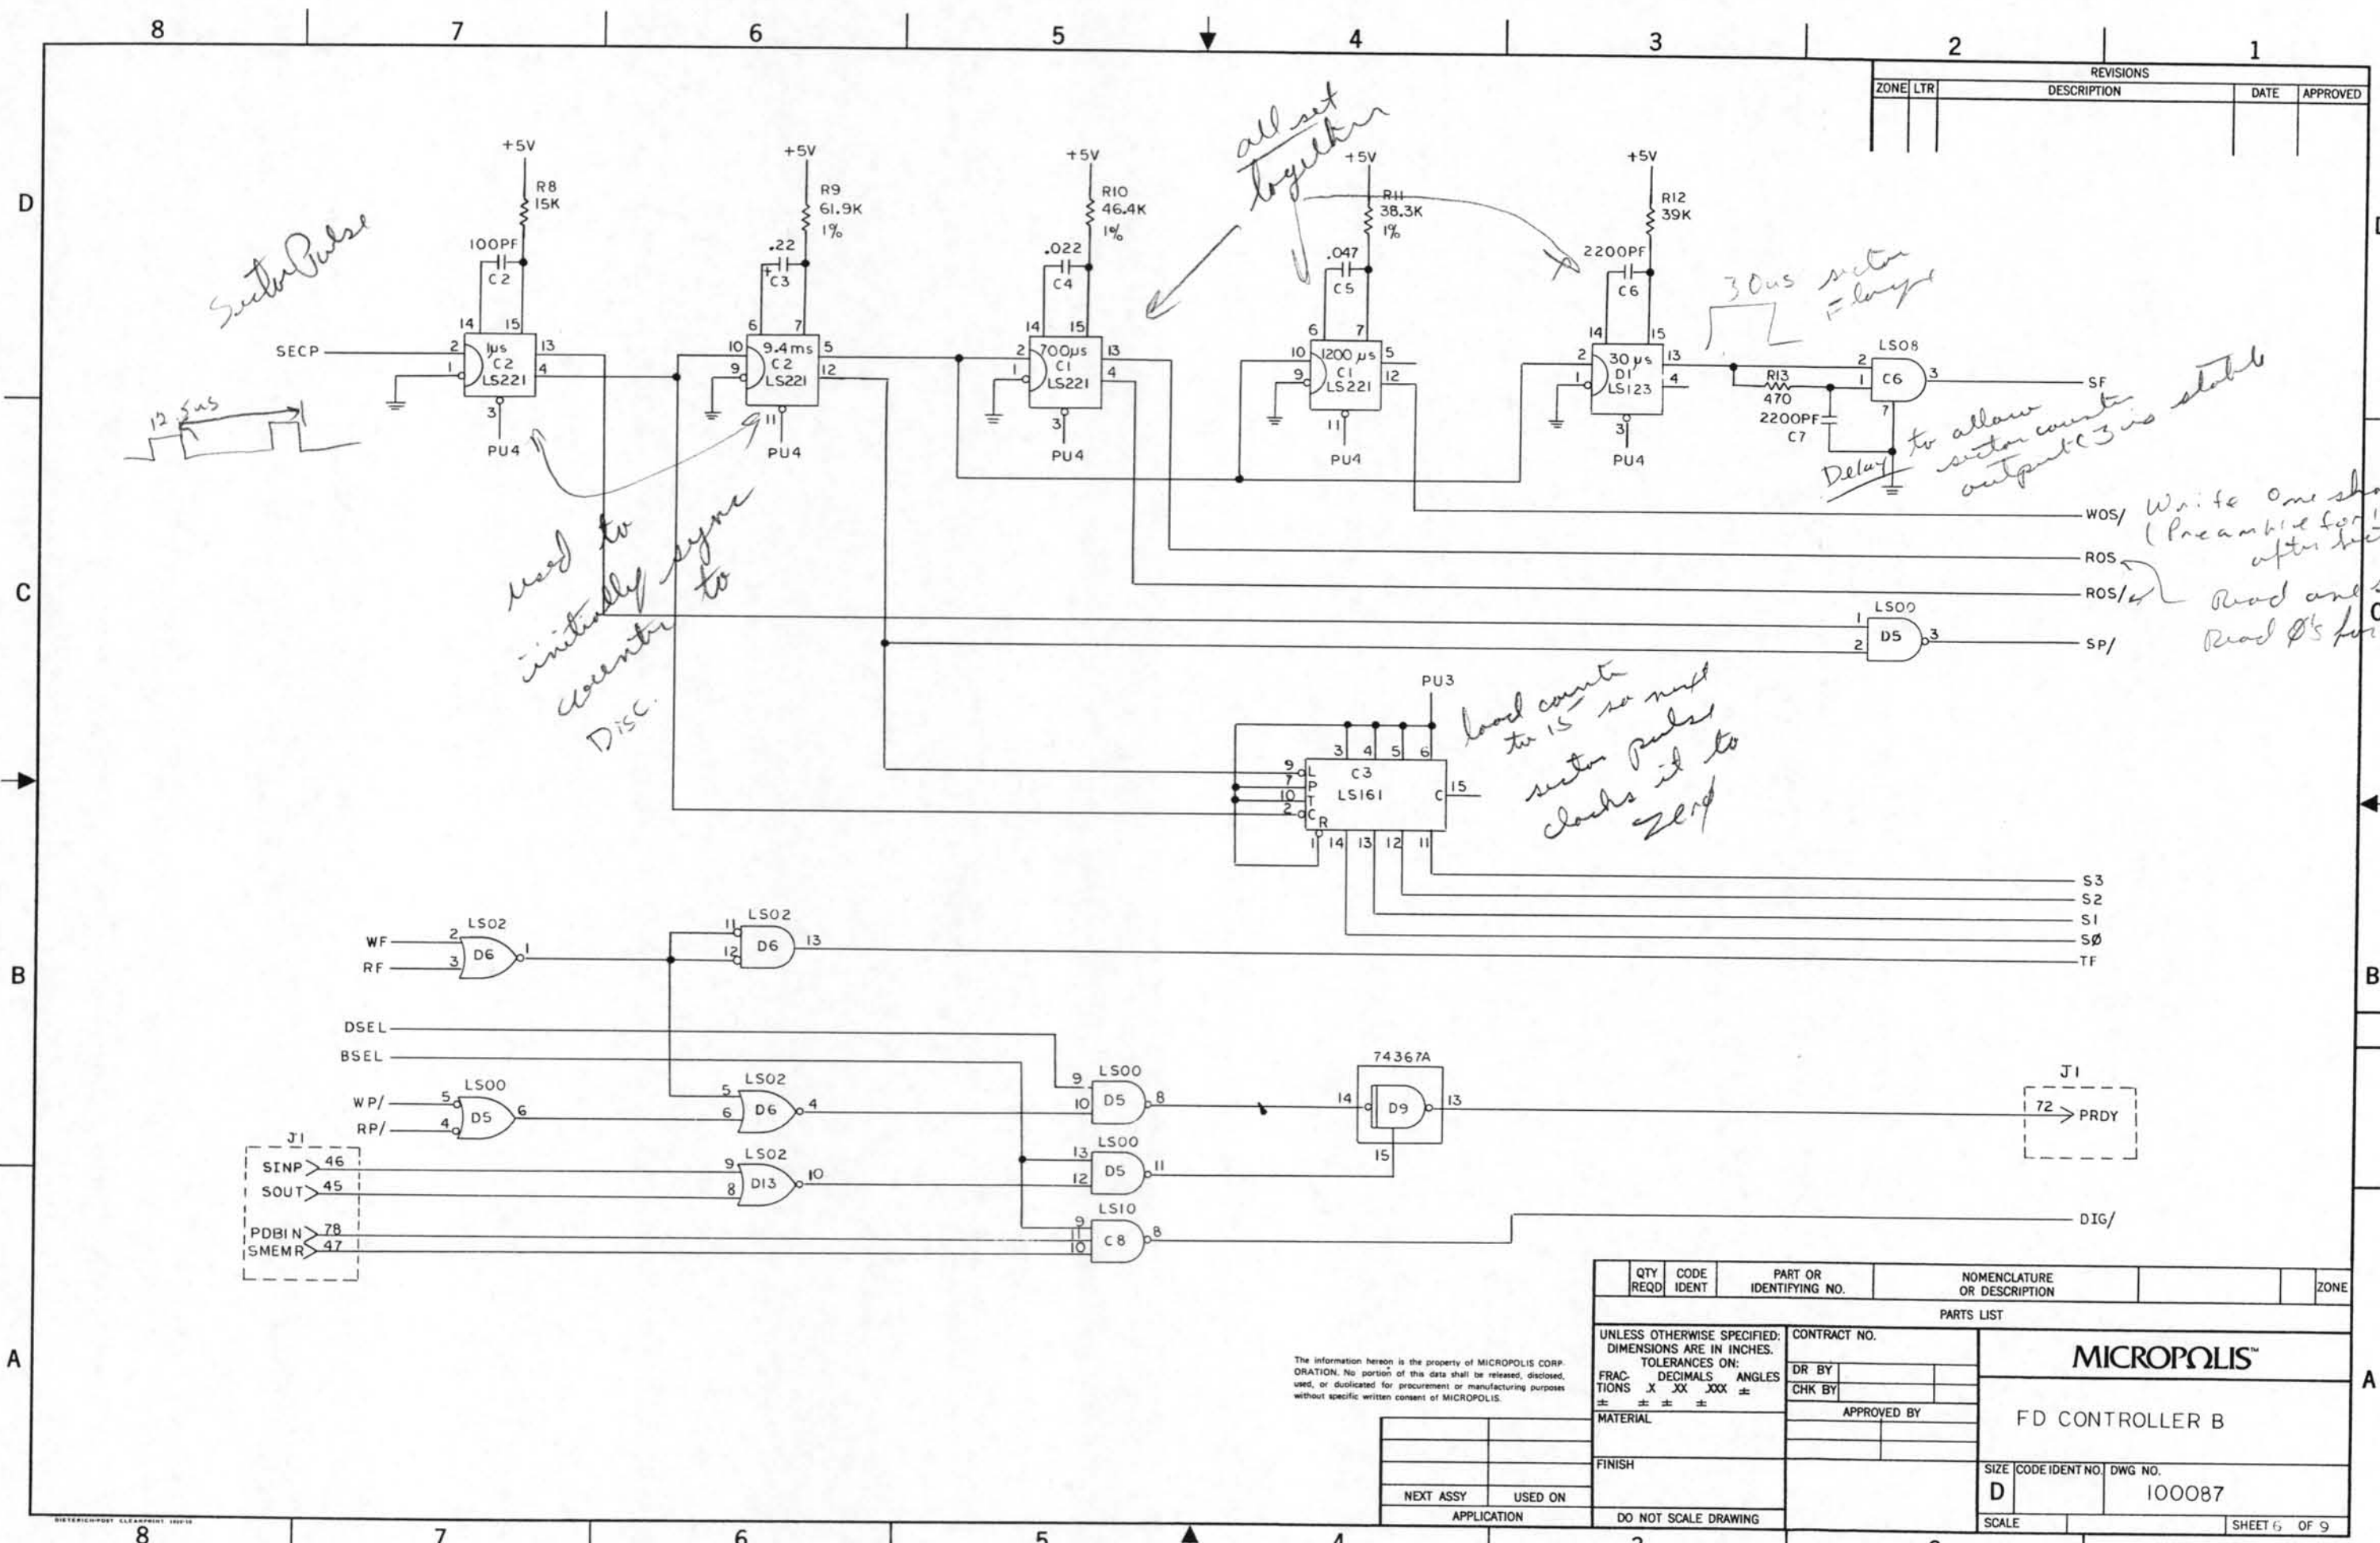 8 7 6 5 4 3 2 1
REVISIONS
ZONE LTR DESCRIPTION DATE APPROVED
D
all set
together
+5V +5V +5V +5V +5V
R8
15K
R9
61.9K
1%
R10
46.4K
1%
R11
38.3K
1%
R12
39K
Sector Pulse
100PF
C2
.22
+
C3
.022
C4
.047
C5
2200PF
C6
30us sector
14 15 6 7 14 15 6 7 14 15
SECP 2 1 1µs C2 LS221 13 4 3 PU4
10 9 9.4ms C2 LS221 5 12 11 PU4
2 1 700µs C1 LS221 13 4 3 PU4
10 9 1200 µs C1 LS221 5 12 11 PU4
2 1 30 µs D1 LS123 13 4 3 PU4
LS08
2 1 C6 3 7 SF
R13
470
2200PF
C7
12.5us
Delay to allow
sector counter
output C3 is stable
WOS/ Write One
(Preamble for
after
ROS
ROS/ Read one
Read Ø's for
used to
initially sync
counter to
Disc.
C
LS00
1 2 D5 3 SP/
PU3
load counter
to 15 so next
sector pulse
clocks it to
zero
3 4 5 6
9 L
7 P
10 T
2 C
R
C3
LS161
C 15
1 14 13 12 11
S3
S2
S1
SØ
TF
B
B
WF 2
RF 3
LS02
D6 1
LS02
11 12 D6 13
DSEL
BSEL
WP/ 5
RP/ 4
LS00
D5 6
LS02
5 6 D6 4
LS00
9 10 D5 8
74367A
14 D9 13
15
J1
72 PRDY
J1
SINP 46
SOUT 45
PDBIN 78
SMEMR 47
LS02
9 8 D13 10
LS00
13 12 D5 11
LS10
9 11 10 C8 8
DIG/
A
A
QTY REQD CODE IDENT PART OR IDENTIFYING NO. NOMENCLATURE OR DESCRIPTION ZONE
PARTS LIST
The information hereon is the property of MICROPOLIS CORP-
ORATION. No portion of this data shall be released, disclosed,
used, or duplicated for procurement or manufacturing purposes
without specific written consent of MICROPOLIS.
UNLESS OTHERWISE SPECIFIED:
DIMENSIONS ARE IN INCHES.
TOLERANCES ON:
FRAC- DECIMALS ANGLES
TIONS .X .XX .XXX ±
± ± ± ±
MATERIAL
FINISH
DO NOT SCALE DRAWING
CONTRACT NO.
DR BY
CHK BY
APPROVED BY
MICROPOLIS™
FD CONTROLLER B
SIZE CODE IDENT NO. DWG NO.
D 100087
SCALE SHEET 6 OF 9
NEXT ASSY USED ON
APPLICATION
DIETERICH-POST CLEARPRINT
8 7 6 5 4